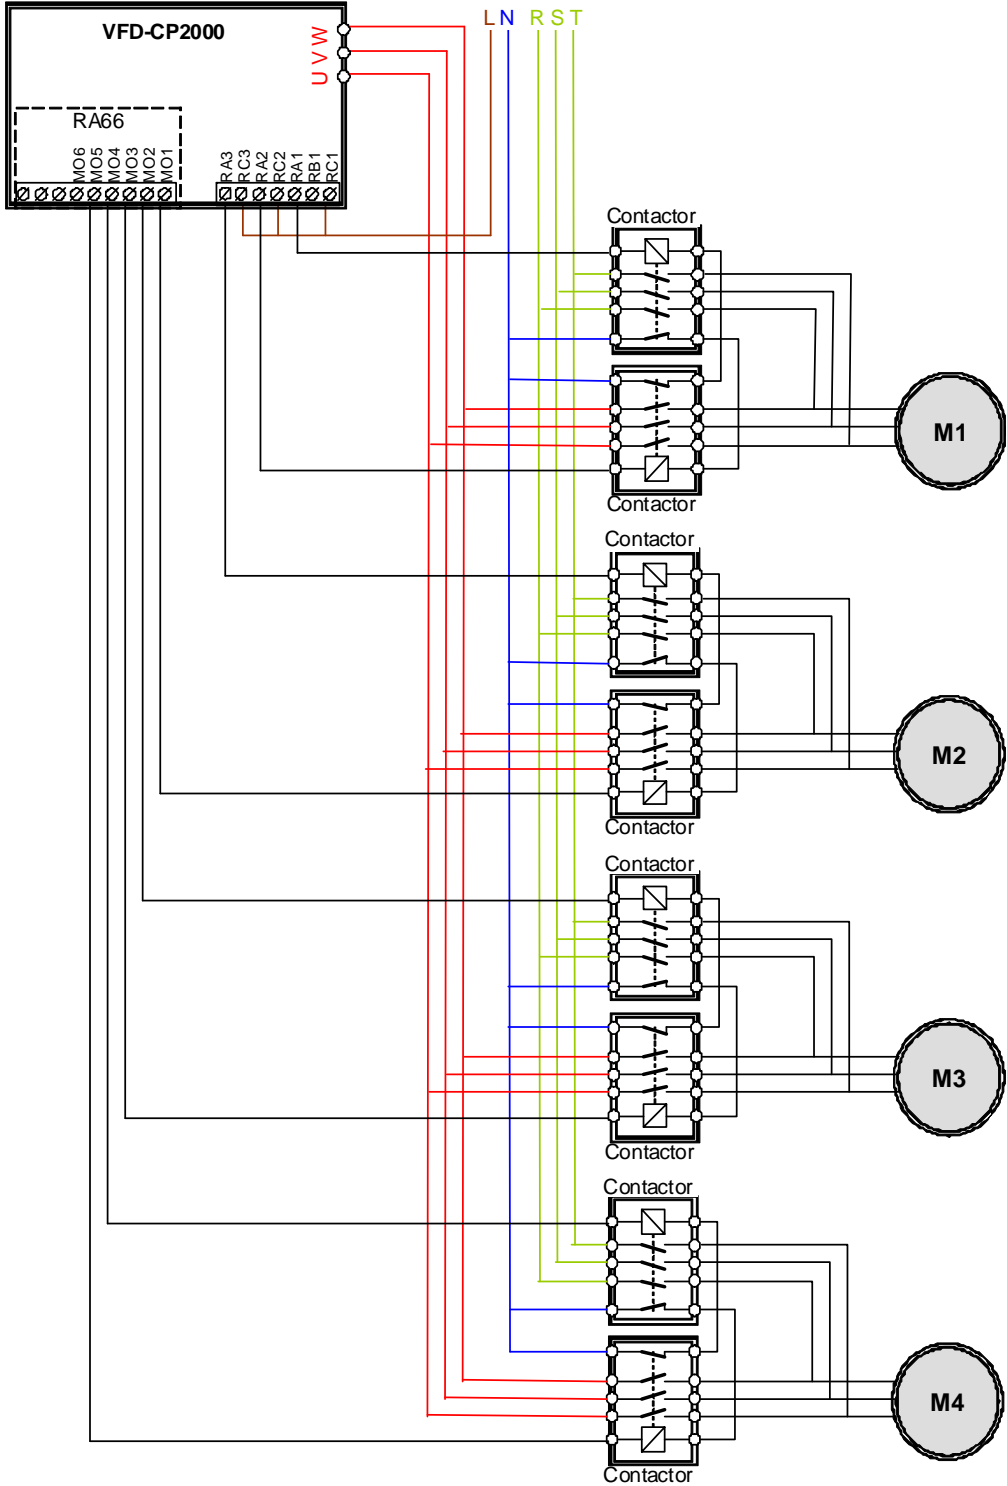 VFD-CP2000
U V W
L N R S T
RA66
MO6
MO5
MO4
MO3
MO2
MO1
RA3
RC3
RA2
RC2
RA1
RB1
RC1
Contactor
M1
Contactor
Contactor
M2
Contactor
Contactor
M3
Contactor
Contactor
M4
Contactor